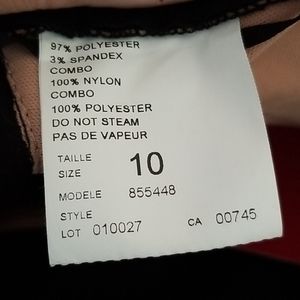 97% POLYESTER
3% SPANDEX
COMBO
100% NYLON
COMBO
100% POLYESTER
DO NOT STEAM
PAS DE VAPEUR
TAILLE
SIZE 10
MODELE 855448
STYLE
LOT 010027 CA 00745